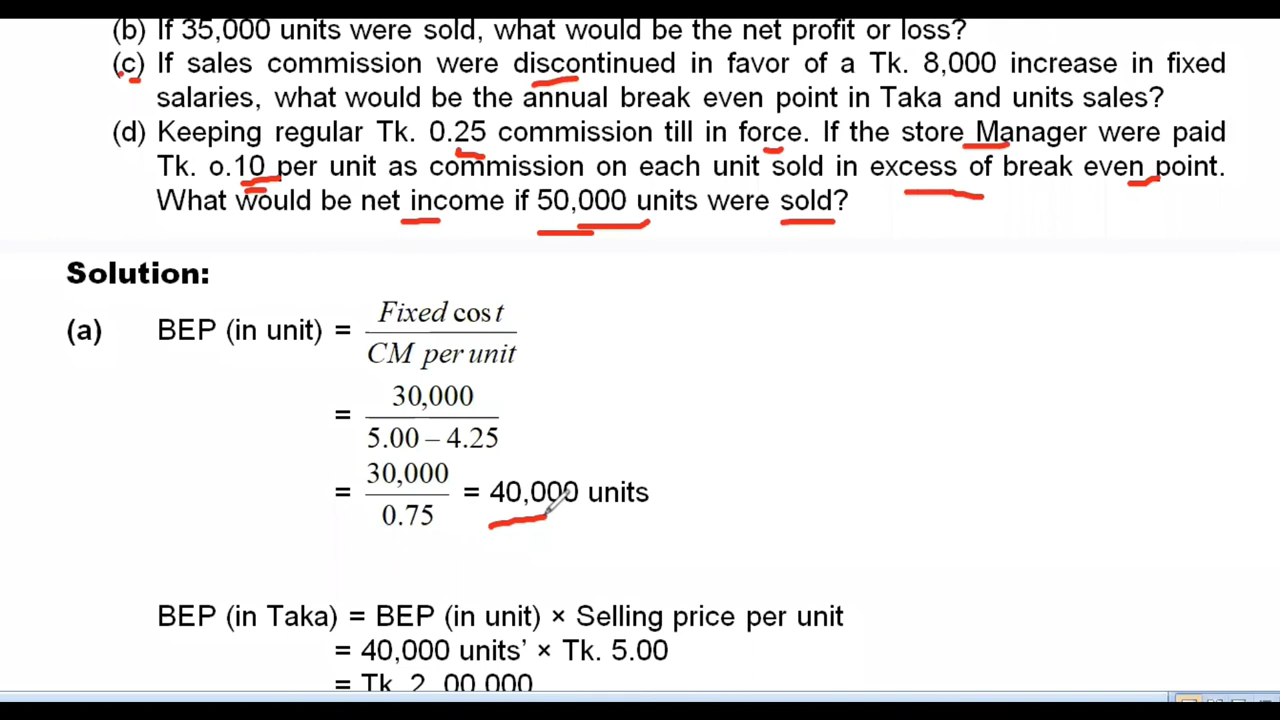 (b) If 35,000 units were sold, what would be the net profit or loss?
(c) If sales commission were discontinued in favor of a Tk. 8,000 increase in fixed
salaries, what would be the annual break even point in Taka and units sales?
(d) Keeping regular Tk. 0.25 commission till in force. If the store Manager were paid
Tk. o.10 per unit as commission on each unit sold in excess of break even point.
What would be net income if 50,000 units were sold?
Solution:
(a) BEP (in unit) = Fixed cost
CM per unit
= 30,000
5.00 – 4.25
= 30,000
0.75 = 40,000 units
BEP (in Taka) = BEP (in unit) × Selling price per unit
= 40,000 units’ × Tk. 5.00
= Tk. 2, 00,000